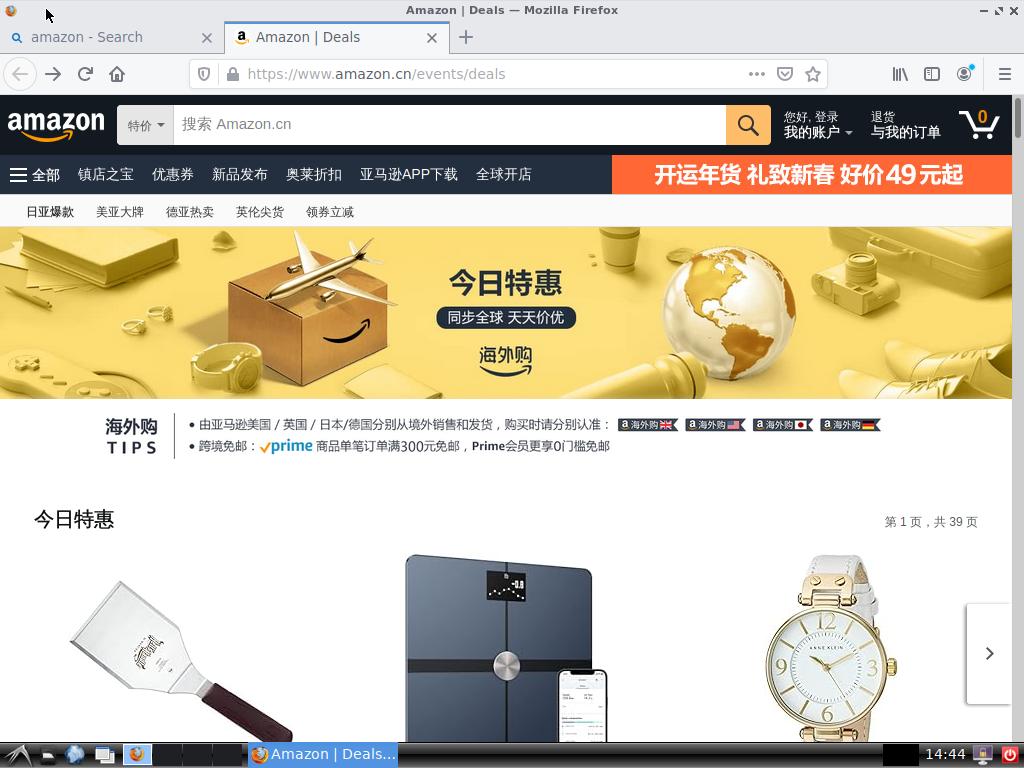 Amazon | Deals — Mozilla Firefox
amazon - Search
Amazon | Deals
https://www.amazon.cn/events/deals
amazon
特价
搜索 Amazon.cn
您好, 登录
我的账户
退货
与我的订单
0
全部 镇店之宝 优惠券 新品发布 奥莱折扣 亚马逊APP下载 全球开店
开运年货 礼致新春 好价49元起
日亚爆款 美亚大牌 德亚热卖 英伦尖货 领券立减
今日特惠
同步全球 天天价优
海外购
海外购
TIPS
• 由亚马逊美国 / 英国 / 日本/德国分别从境外销售和发货，购买时请分别认准： a 海外购 a 海外购 a 海外购 a 海外购
• 跨境免邮：prime 商品单笔订单满300元免邮，Prime会员更享0门槛免邮
今日特惠
第 1 页，共 39 页
12
ANNE KLEIN
9
3
6
Amazon | Deals...
14:44